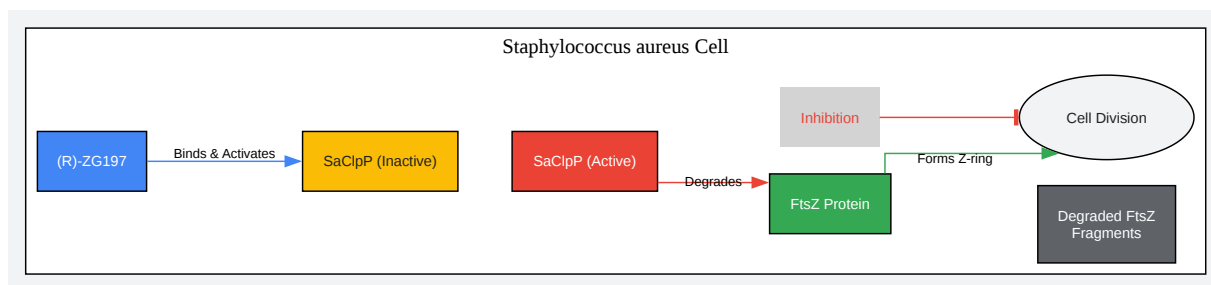 Staphylococcus aureus Cell
(R)-ZG197
Binds & Activates
SaClpP (Inactive)
SaClpP (Active)
Degrades
FtsZ Protein
Inhibition
Forms Z-ring
Cell Division
Degraded FtsZ
Fragments